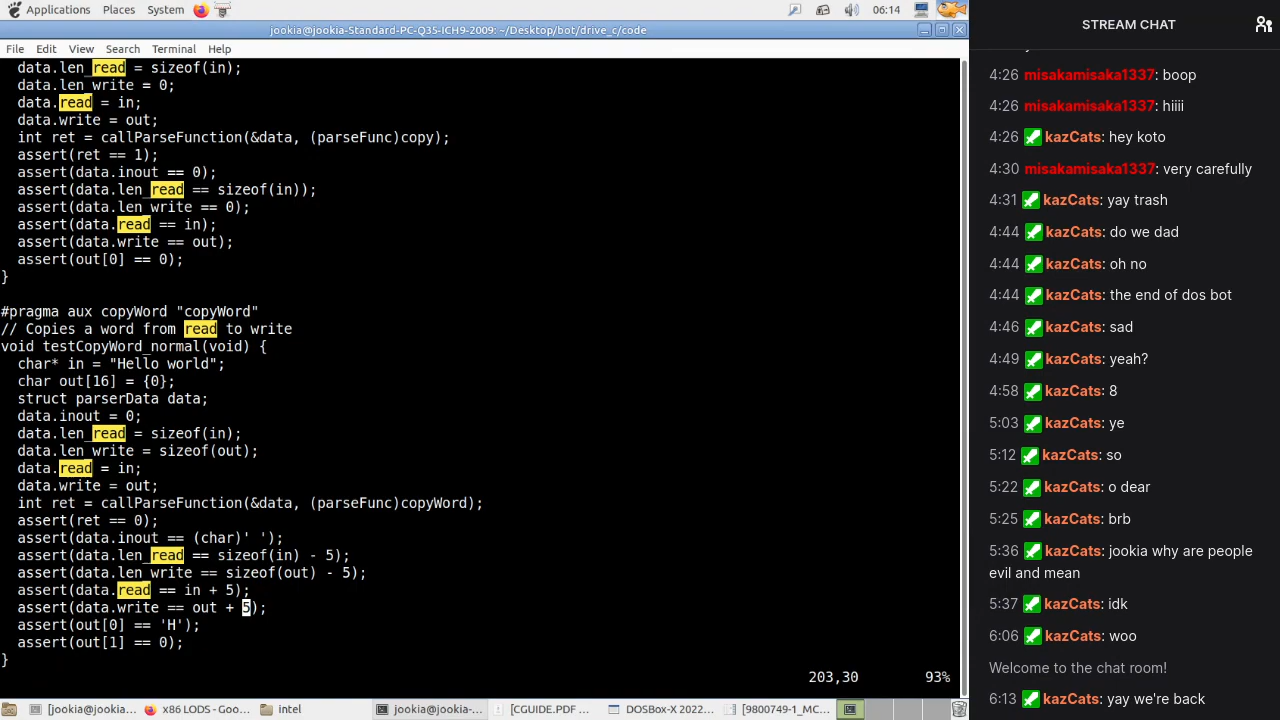 Applications Places System 06:14
jookia@jookia-Standard-PC-Q35-ICH9-2009: ~/Desktop/bot/drive_c/code
File Edit View Search Terminal Help
data.len_read = sizeof(in);
data.len_write = 0;
data.read = in;
data.write = out;
int ret = callParseFunction(&data, (parseFunc)copy);
assert(ret == 1);
assert(data.inout == 0);
assert(data.len_read == sizeof(in));
assert(data.len_write == 0);
assert(data.read == in);
assert(data.write == out);
assert(out[0] == 0);
}
#pragma aux copyWord "copyWord"
// Copies a word from read to write
void testCopyWord_normal(void) {
char* in = "Hello world";
char out[16] = {0};
struct parserData data;
data.inout = 0;
data.len_read = sizeof(in);
data.len_write = sizeof(out);
data.read = in;
data.write = out;
int ret = callParseFunction(&data, (parseFunc)copyWord);
assert(ret == 0);
assert(data.inout == (char)' ');
assert(data.len_read == sizeof(in) - 5);
assert(data.len_write == sizeof(out) - 5);
assert(data.read == in + 5);
assert(data.write == out + 5);
assert(out[0] == 'H');
assert(out[1] == 0);
}
203,30 93%
[jookia@jookia... x86 LODS - Goo... intel jookia@jookia-... [CGUIDE.PDF ... DOSBox-X 2022... [9800749-1_MC...
STREAM CHAT
4:26 misakamisaka1337: boop
4:26 misakamisaka1337: hiiii
4:26 kazCats: hey koto
4:30 misakamisaka1337: very carefully
4:31 kazCats: yay trash
4:44 kazCats: do we dad
4:44 kazCats: oh no
4:44 kazCats: the end of dos bot
4:46 kazCats: sad
4:49 kazCats: yeah?
4:58 kazCats: 8
5:03 kazCats: ye
5:12 kazCats: so
5:22 kazCats: o dear
5:25 kazCats: brb
5:36 kazCats: jookia why are people
evil and mean
5:37 kazCats: idk
6:06 kazCats: woo
Welcome to the chat room!
6:13 kazCats: yay we're back